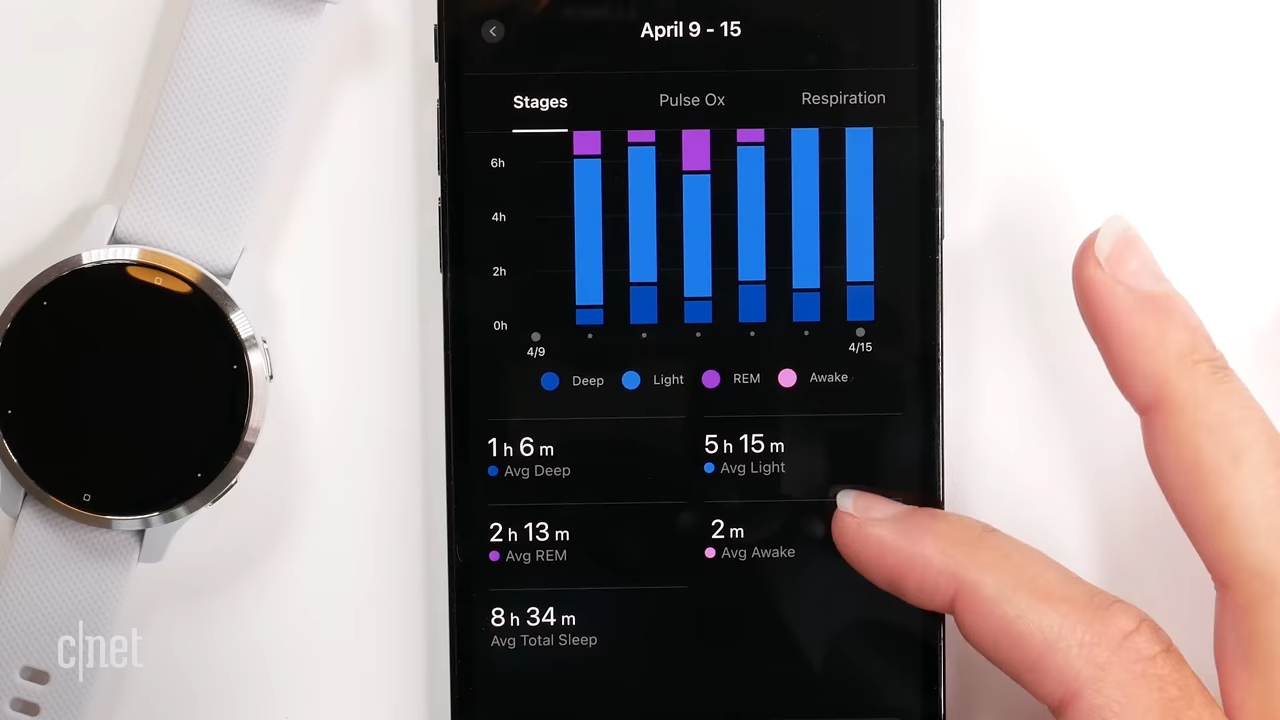 April 9 - 15
Stages Pulse Ox Respiration
6h
4h
2h
0h
4/9 4/15
Deep Light REM Awake
1 h 6 m 5 h 15 m
Avg Deep Avg Light
2 h 13 m 2 m
Avg REM Avg Awake
8 h 34 m
Avg Total Sleep
c|net